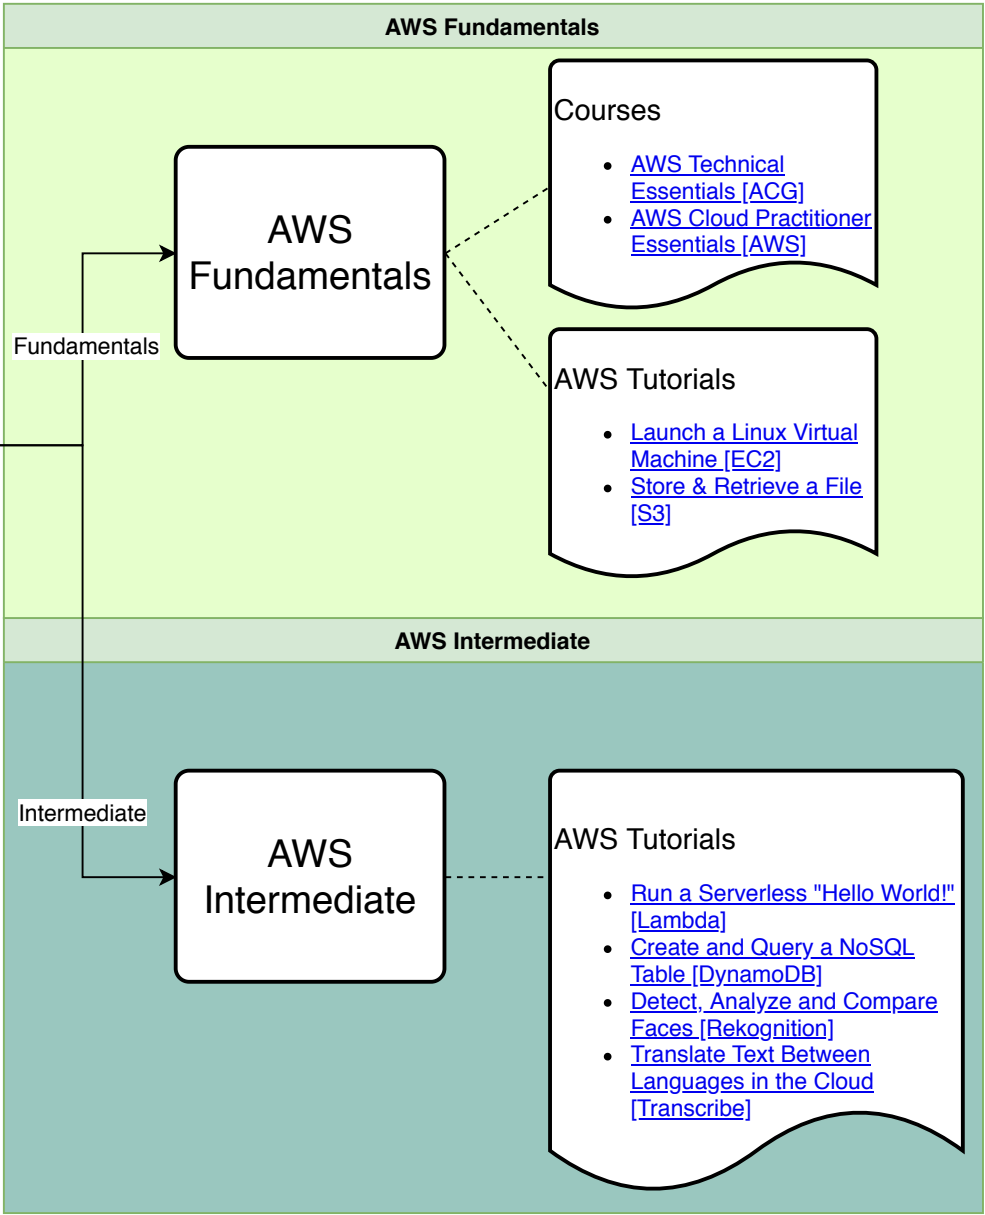 AWS Fundamentals
Courses
AWS Technical
Essentials [ACG]
AWS Cloud Practitioner
Essentials [AWS]
AWS
Fundamentals
Fundamentals
AWS Tutorials
Launch a Linux Virtual
Machine [EC2]
Store & Retrieve a File
[S3]
AWS Intermediate
Intermediate
AWS
Intermediate
AWS Tutorials
Run a Serverless "Hello World!"
[Lambda]
Create and Query a NoSQL
Table [DynamoDB]
Detect, Analyze and Compare
Faces [Rekognition]
Translate Text Between
Languages in the Cloud
[Transcribe]